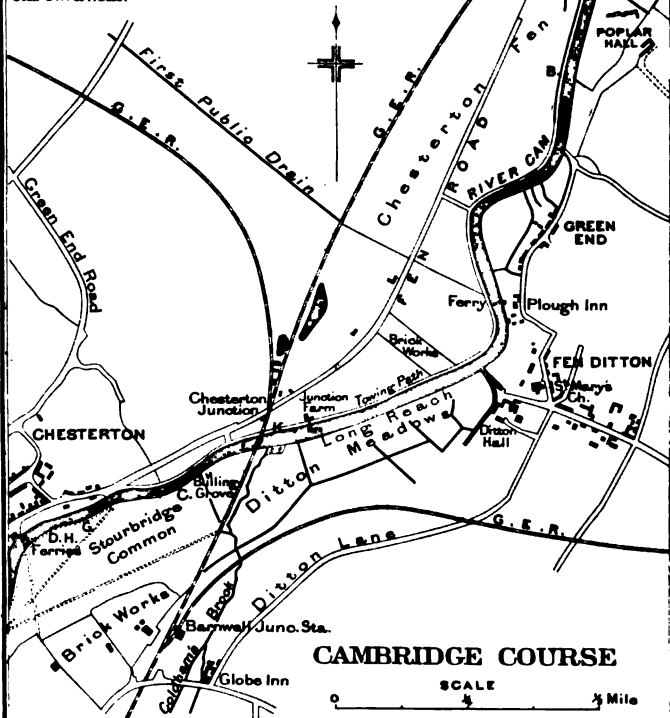 POPLAR
HALL
First Public Drain
G.E.R.
G.E.R.
Chesterton Fen
FEN ROAD
B.
RIVER CAM
Green End Road
GREEN
END
Ferry
Plough Inn
Brick
Works
FEN DITTON
St Mary's
Ch.
Chesterton
Junction
Junction
Farm
Towing Path
Long Reach
Ditton Meadows
Ditton
Hall
CHESTERTON
Billing
C. Grove
G.
D.H.
Ferries
Stourbridge
Common
G.E.R.
Ditton Lane
Brick Works
Barnwell Junc. Sta.
Brook
Globe Inn
CAMBRIDGE COURSE
SCALE
0 ¼ ½ Mile